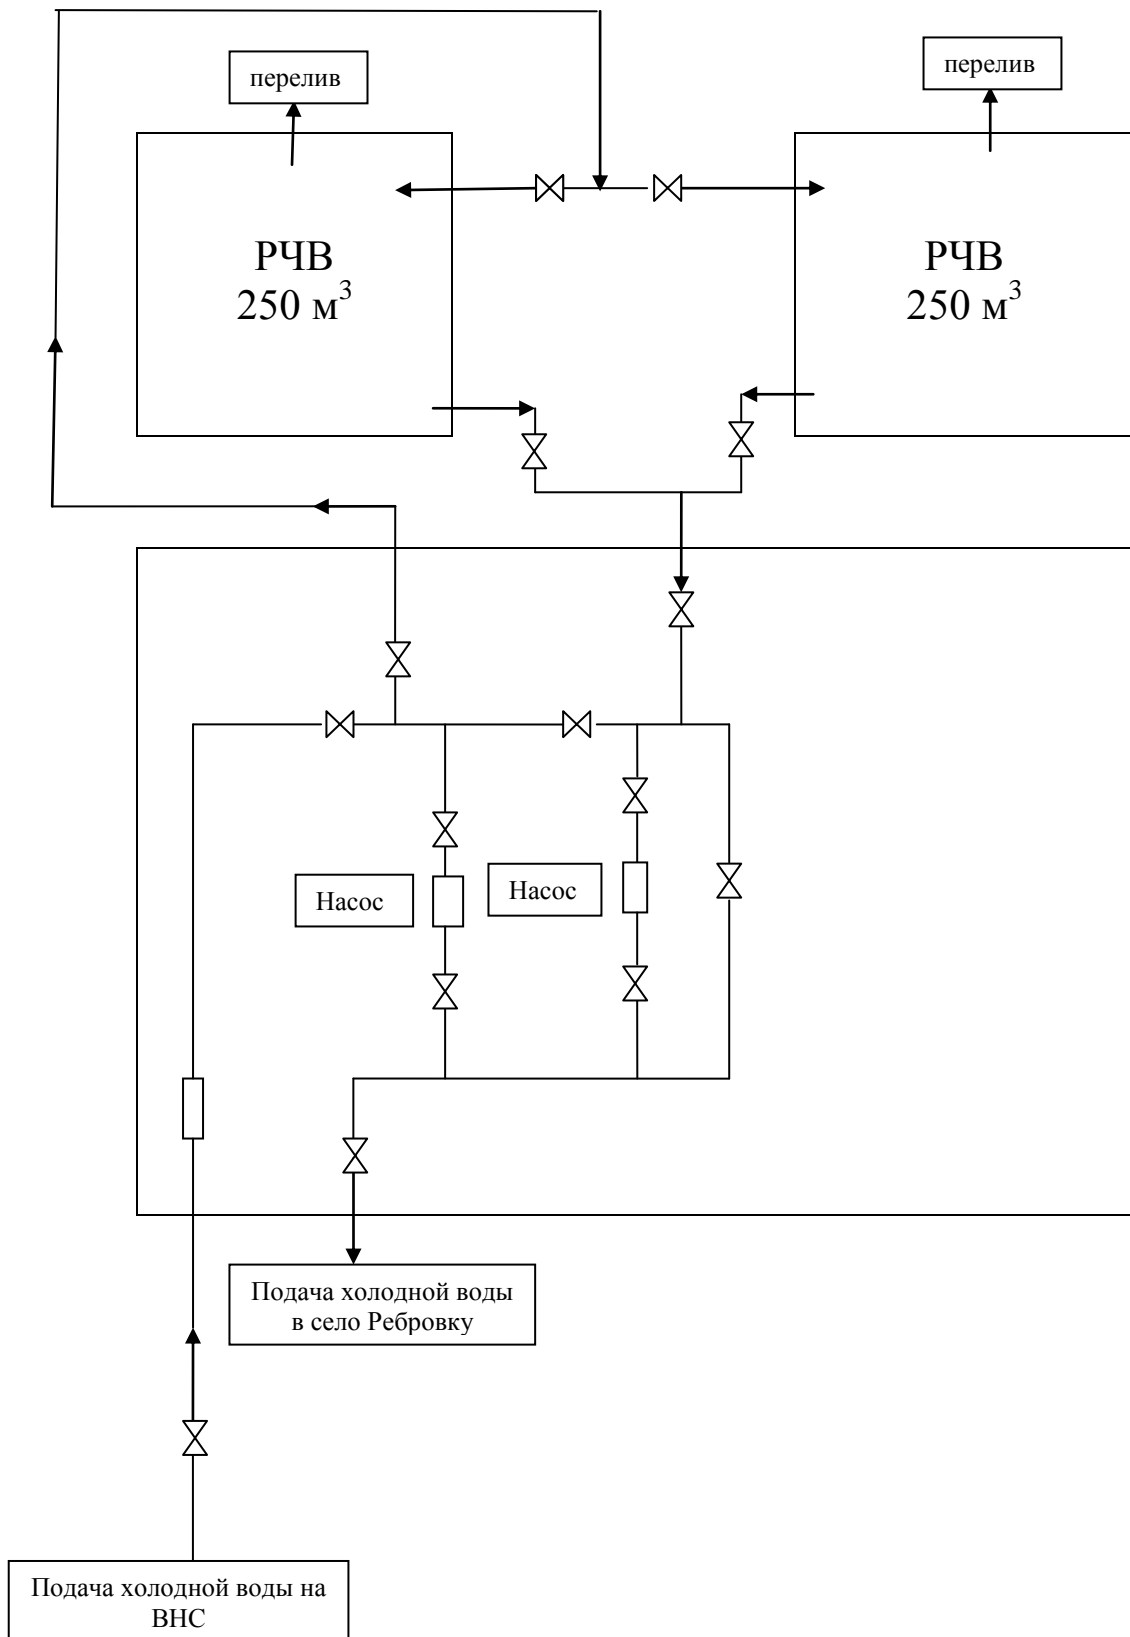 перелив
перелив
РЧВ
250 м³
РЧВ
250 м³
Насос
Насос
Подача холодной воды
в село Ребровку
Подача холодной воды на
ВНС